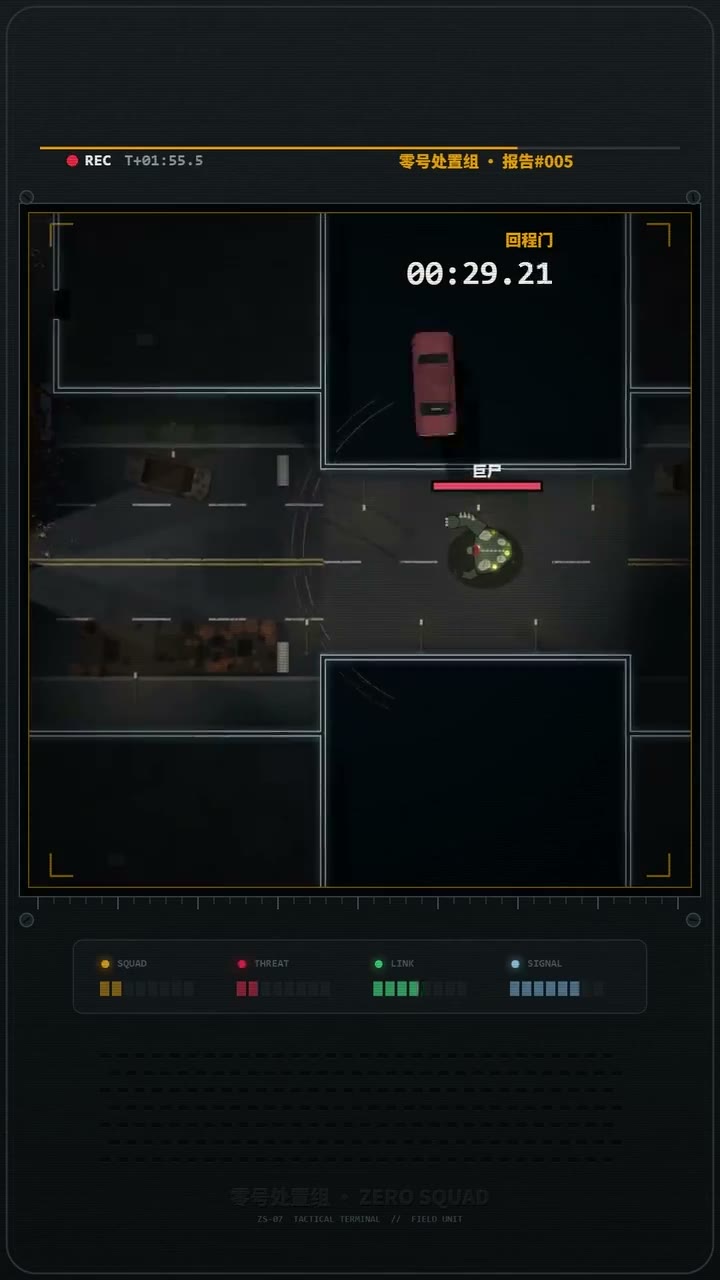 REC T+01:55.5
零号处置组 • 报告#005
回程门
00:29.21
巨尸
SQUAD
THREAT
LINK
SIGNAL
零号处置组 • ZERO SQUAD
ZS-07 TACTICAL TERMINAL // FIELD UNIT